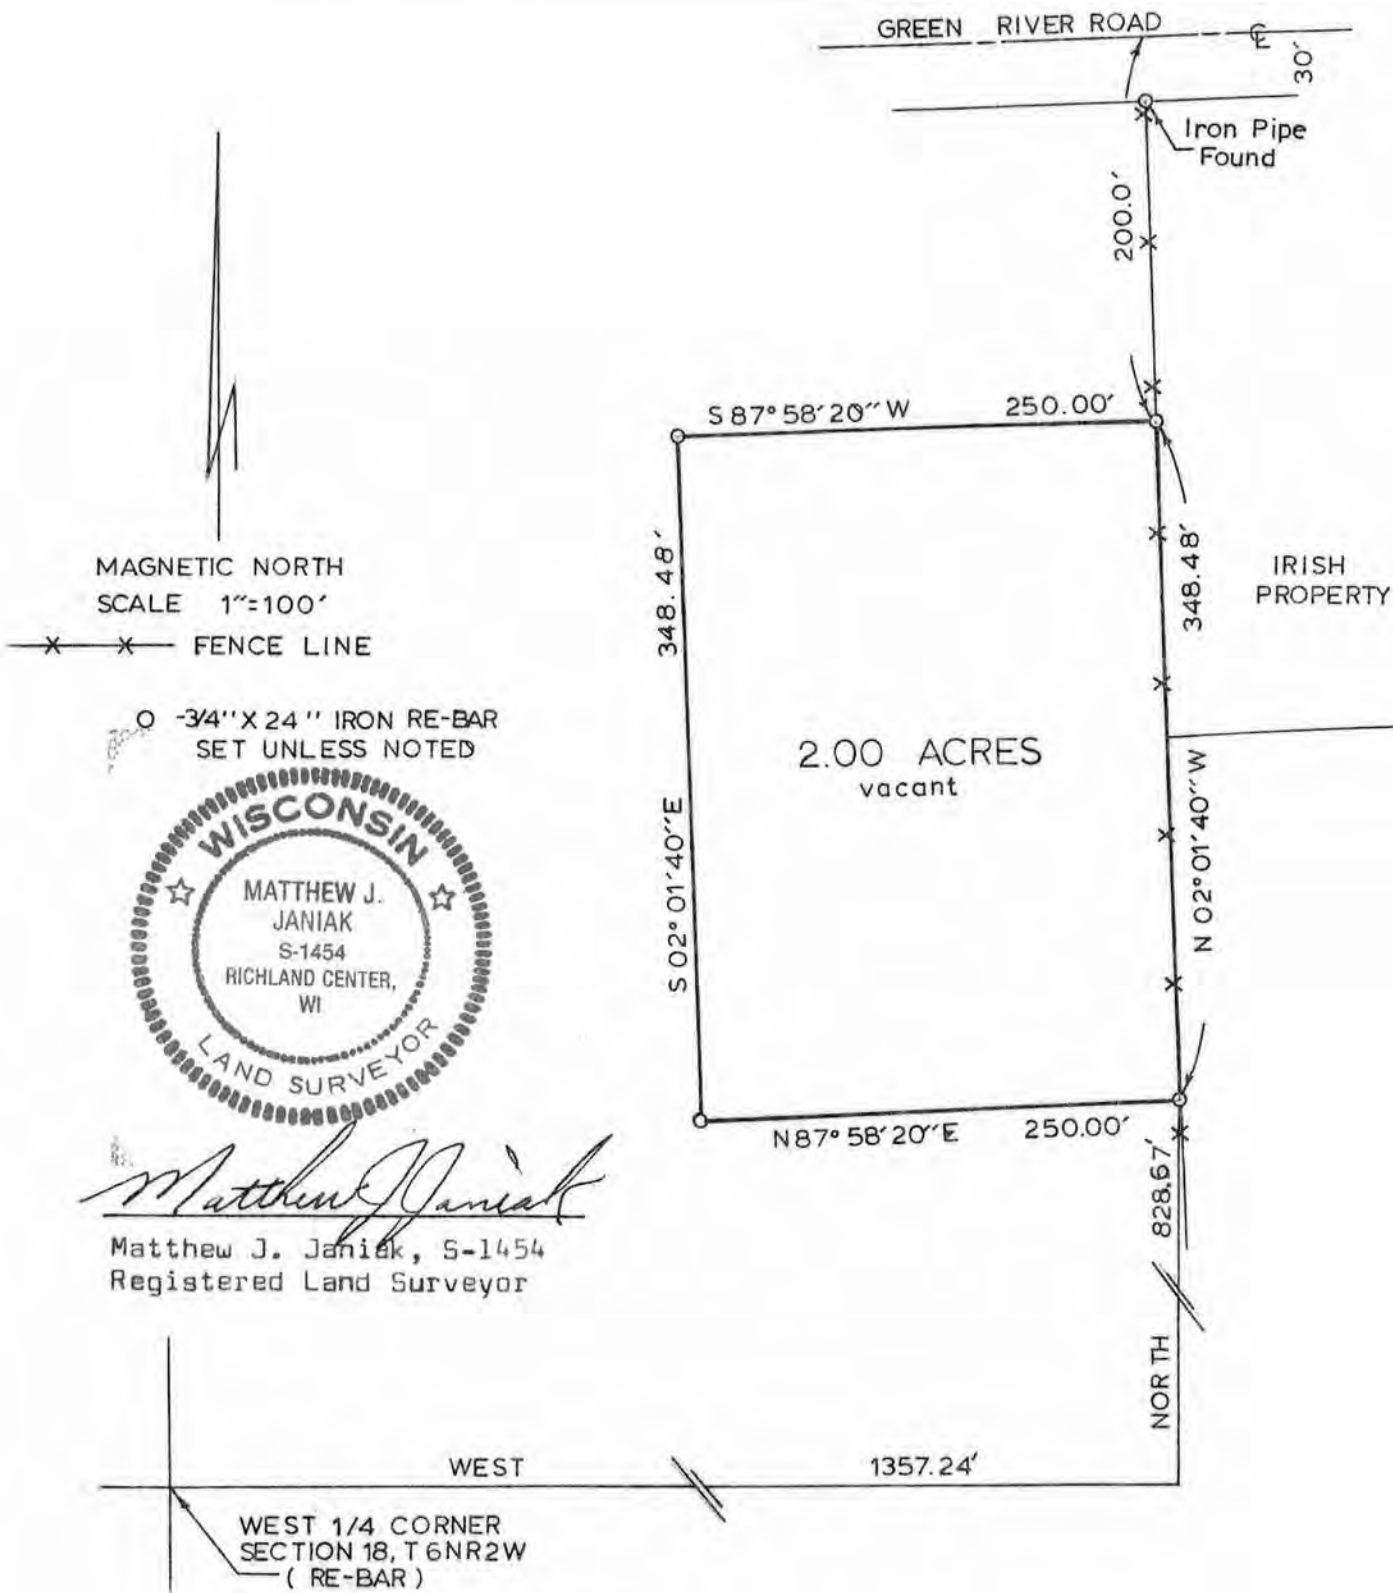 GREEN RIVER ROAD
℄
30'
Iron Pipe
Found
200.0'
S 87° 58' 20" W 250.00'
348.48'
S 02° 01' 40" E
348.48'
N 02° 01' 40" W
IRISH
PROPERTY
2.00 ACRES
vacant
N87° 58' 20" E 250.00'
828.67'
NORTH
MAGNETIC NORTH
SCALE 1"=100'
FENCE LINE
O -3/4" X 24" IRON RE-BAR
SET UNLESS NOTED
WISCONSIN
MATTHEW J.
JANIAK
S-1454
RICHLAND CENTER,
WI
LAND SURVEYOR
Matthew J Janiak
Matthew J. Janiak, S-1454
Registered Land Surveyor
WEST 1357.24'
WEST 1/4 CORNER
SECTION 18, T6NR2W
( RE-BAR )